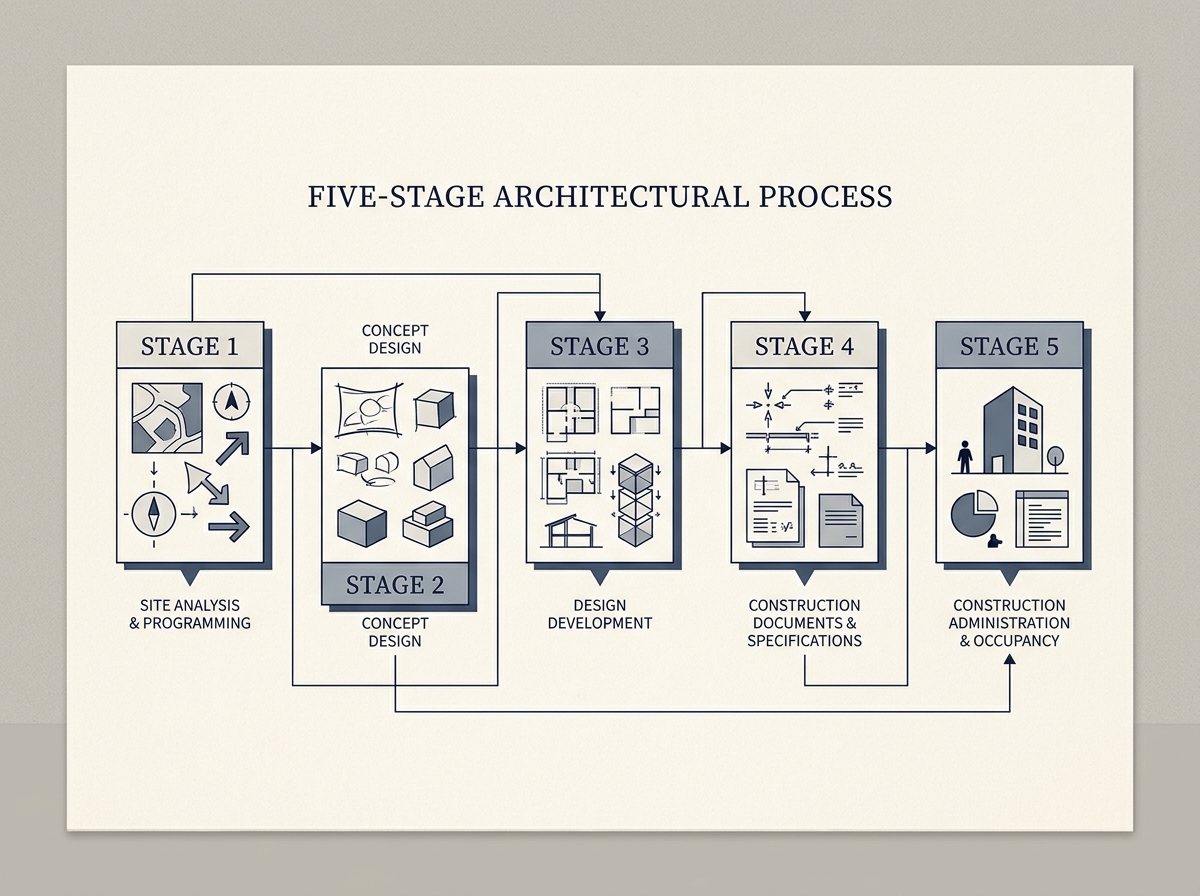 FIVE-STAGE ARCHITECTURAL PROCESS
STAGE 1
SITE ANALYSIS
& PROGRAMMING
CONCEPT
DESIGN
STAGE 2
CONCEPT
DESIGN
STAGE 3
DESIGN
DEVELOPMENT
STAGE 4
CONSTRUCTION
DOCUMENTS &
SPECIFICATIONS
STAGE 5
CONSTRUCTION
ADMINISTRATION
& OCCUPANCY